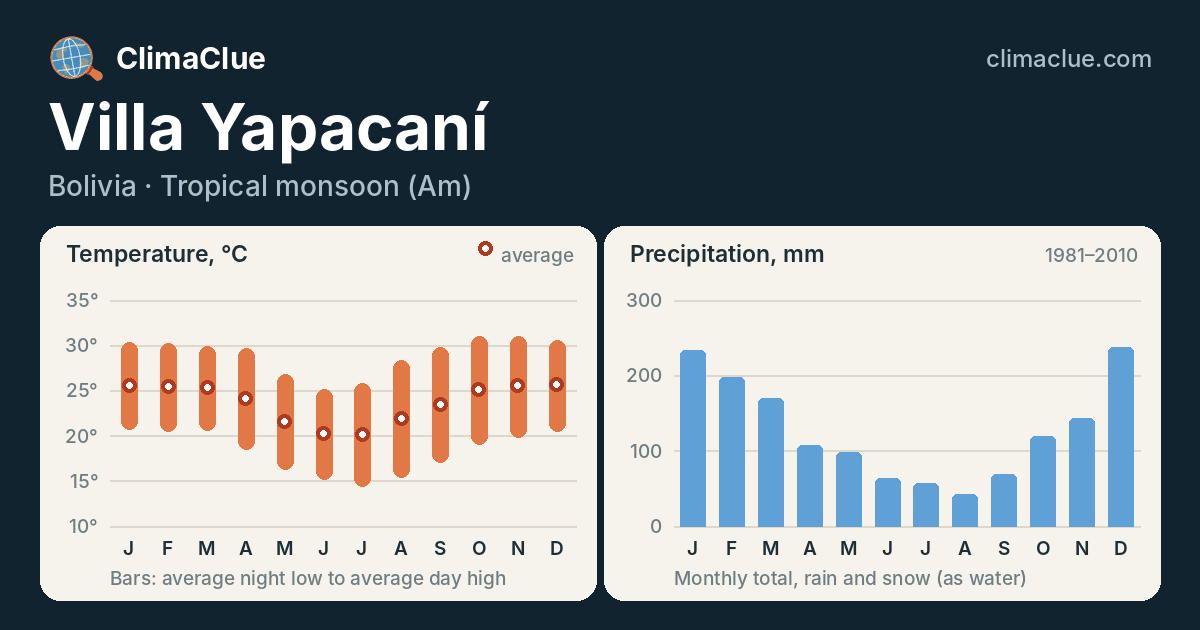 ClimaClue
climaclue.com
Villa Yapacaní
Bolivia · Tropical monsoon (Am)
Temperature, °C
average
35°
30°
25°
20°
15°
10°
J F M A M J J A S O N D
Bars: average night low to average day high
Precipitation, mm
1981–2010
300
200
100
0
J F M A M J J A S O N D
Monthly total, rain and snow (as water)